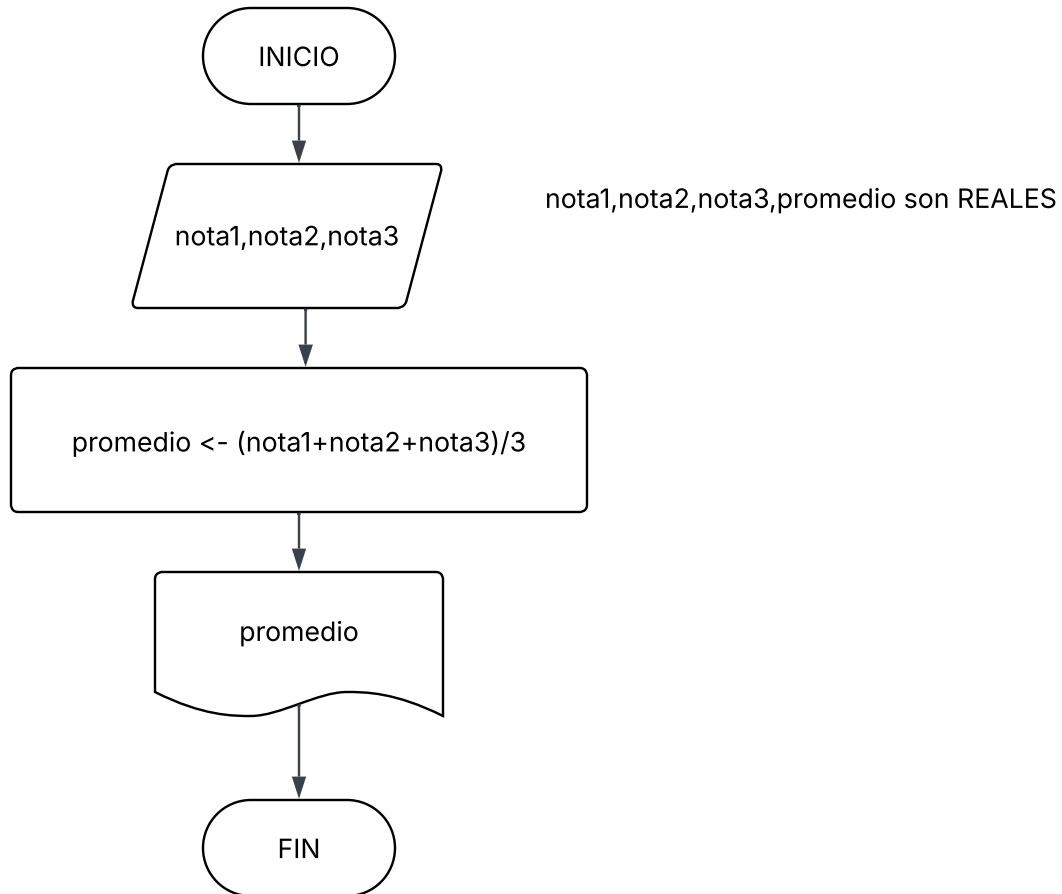 INICIO
nota1,nota2,nota3
nota1,nota2,nota3,promedio son REALES
promedio <- (nota1+nota2+nota3)/3
promedio
FIN